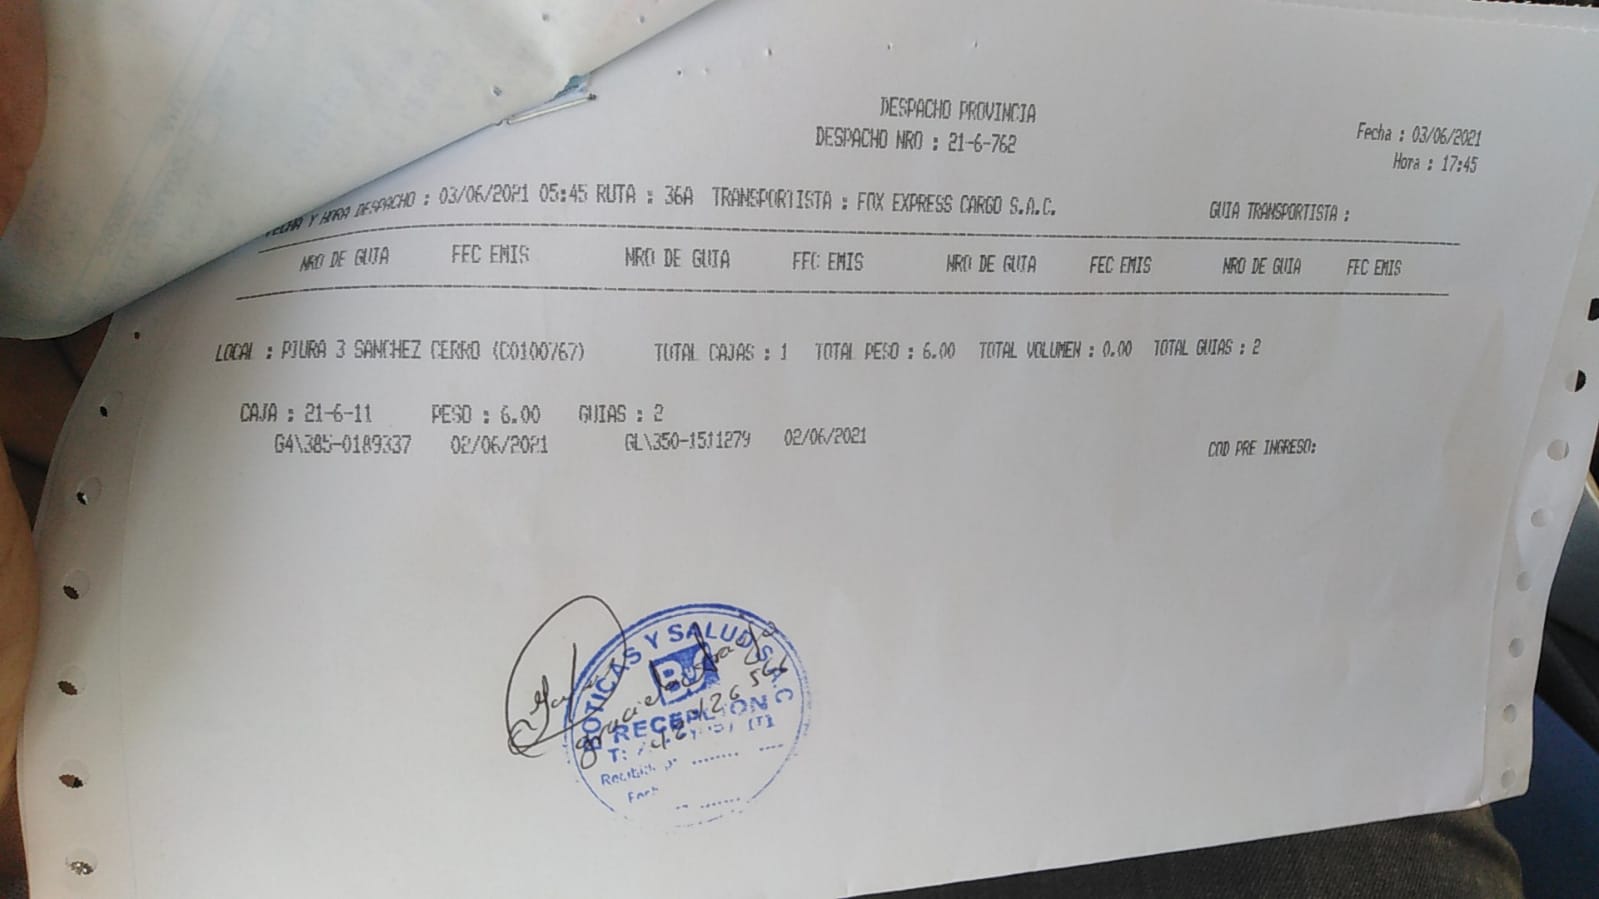 DESPACHO PROVINCIA
DESPACHO NRO : 21-6-762
Fecha : 03/06/2021
Hora : 17:45
FECHA Y HORA DESPACHO : 03/06/2021 05:45 RUTA : 36A TRANSPORTISTA : FOX EXPRESS CARGO S.A.C. GUIA TRANSPORTISTA :
NRO DE GUIA FEC EMIS NRO DE GUIA FEC EMIS NRO DE GUIA FEC EMIS NRO DE GUIA FEC EMIS
LOCAL : PIURA 3 SANCHEZ CERRO (C0100767) TOTAL CAJAS : 1 TOTAL PESO : 6.00 TOTAL VOLUMEN : 0.00 TOTAL GUIAS : 2
CAJA : 21-6-11 PESO : 6.00 GUIAS : 2
G4\385-0189337 02/06/2021 GL\350-1511279 02/06/2021 COD PRE INGRESO:
BOTICAS Y SALUD S.A.C
RECEPCIÓN
T: